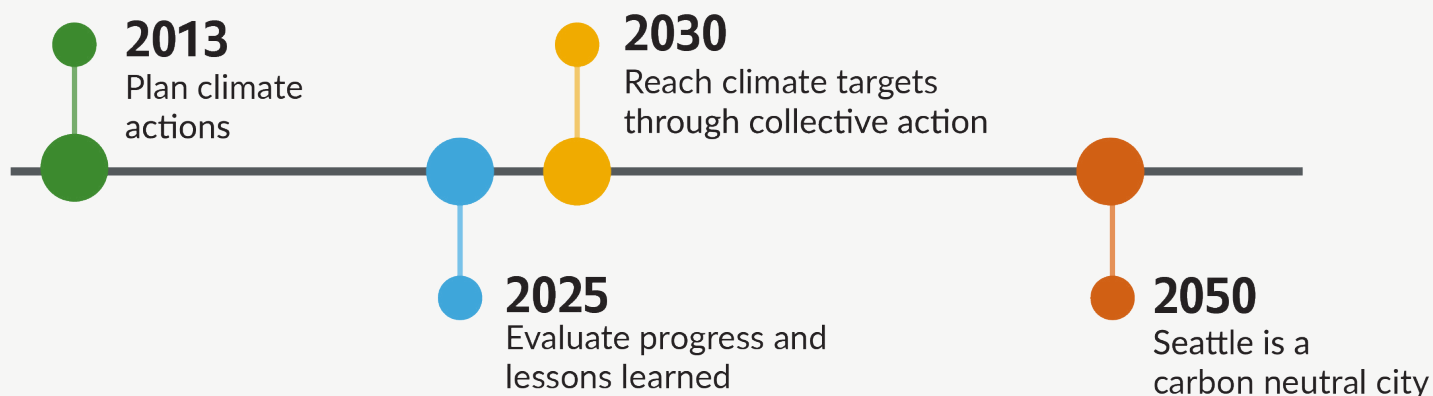 2013
Plan climate
actions
2030
Reach climate targets
through collective action
2025
Evaluate progress and
lessons learned
2050
Seattle is a
carbon neutral city